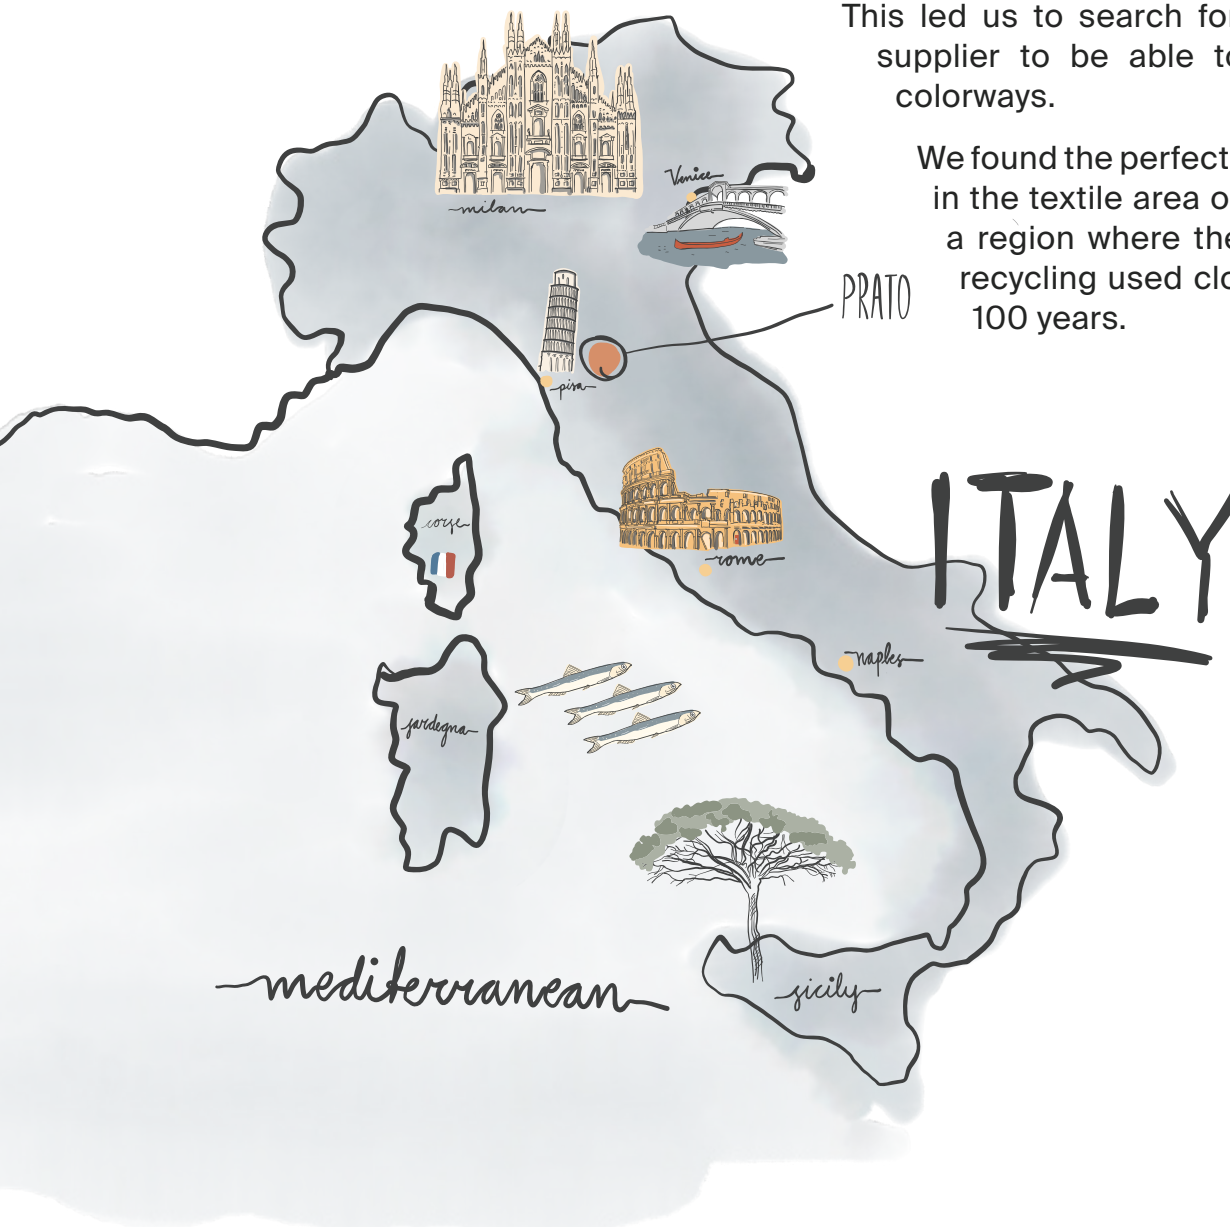 This led us to search for
supplier to be able to
colorways.
We found the perfect
in the textile area o
a region where the
recycling used clo
100 years.
milan
Venice
PRATO
pisa
corse
ITALY
rome
naples
sardegna
mediterranean
sicily